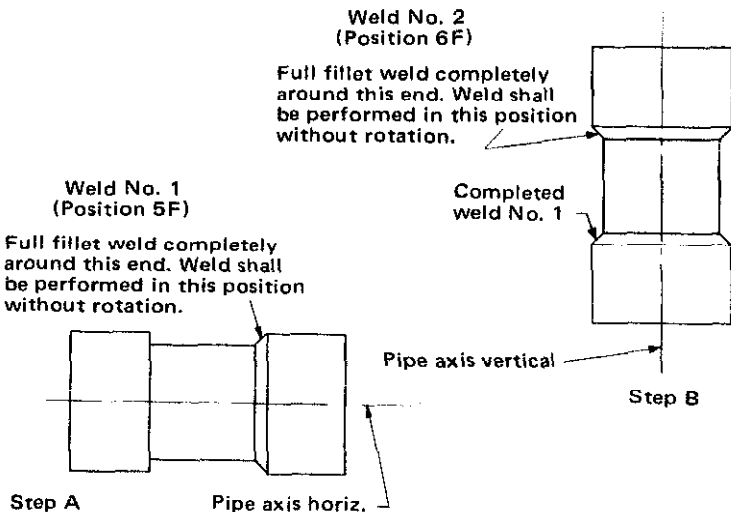 Weld No. 2
(Position 6F)
Full fillet weld completely
around this end. Weld shall
be performed in this position
without rotation.
Completed
weld No. 1
Pipe axis vertical
Step B
Weld No. 1
(Position 5F)
Full fillet weld completely
around this end. Weld shall
be performed in this position
without rotation.
Step A
Pipe axis horiz.